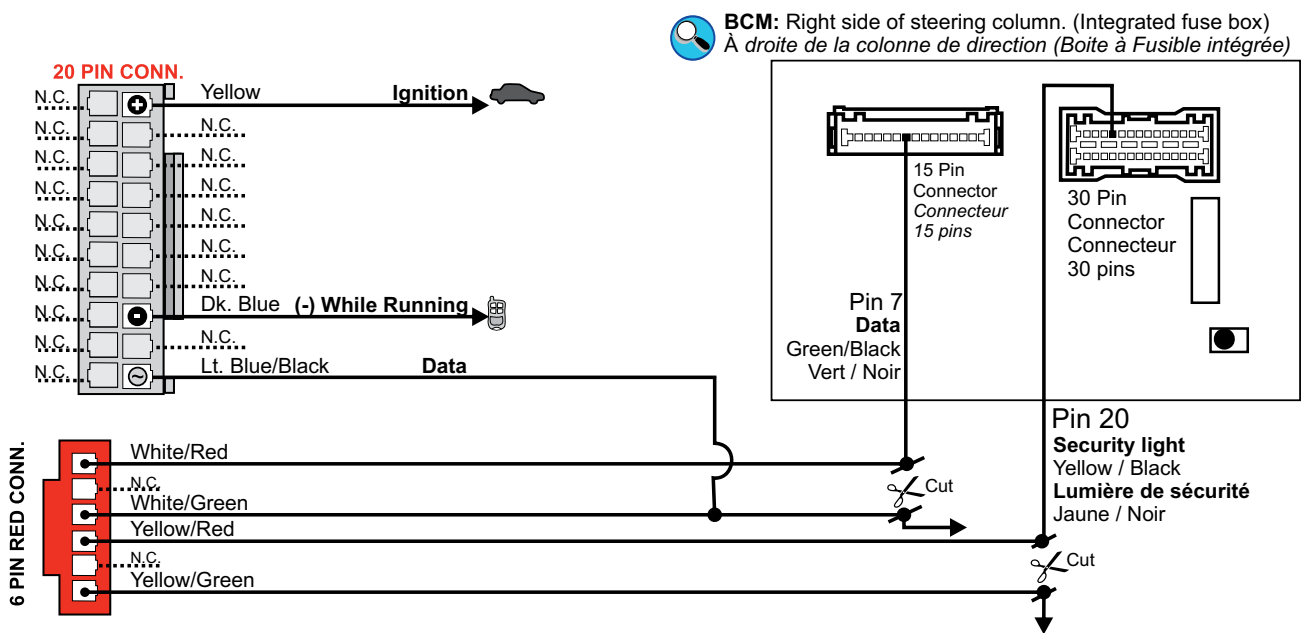 BCM: Right side of steering column. (Integrated fuse box)
À droite de la colonne de direction (Boite à Fusible intégrée)
20 PIN CONN.
N.C. Yellow Ignition
N.C. N.C.
N.C. N.C.
N.C. N.C.
N.C. N.C.
N.C. N.C.
N.C. N.C.
N.C. Dk. Blue (-) While Running
N.C. N.C.
N.C. Lt. Blue/Black Data
15 Pin
Connector
Connecteur
15 pins
30 Pin
Connector
Connecteur
30 pins
Pin 7
Data
Green/Black
Vert / Noir
Pin 20
Security light
Yellow / Black
Lumière de sécurité
Jaune / Noir
6 PIN RED CONN.
White/Red
N.C.
White/Green
Yellow/Red
N.C.
Yellow/Green
Cut
Cut